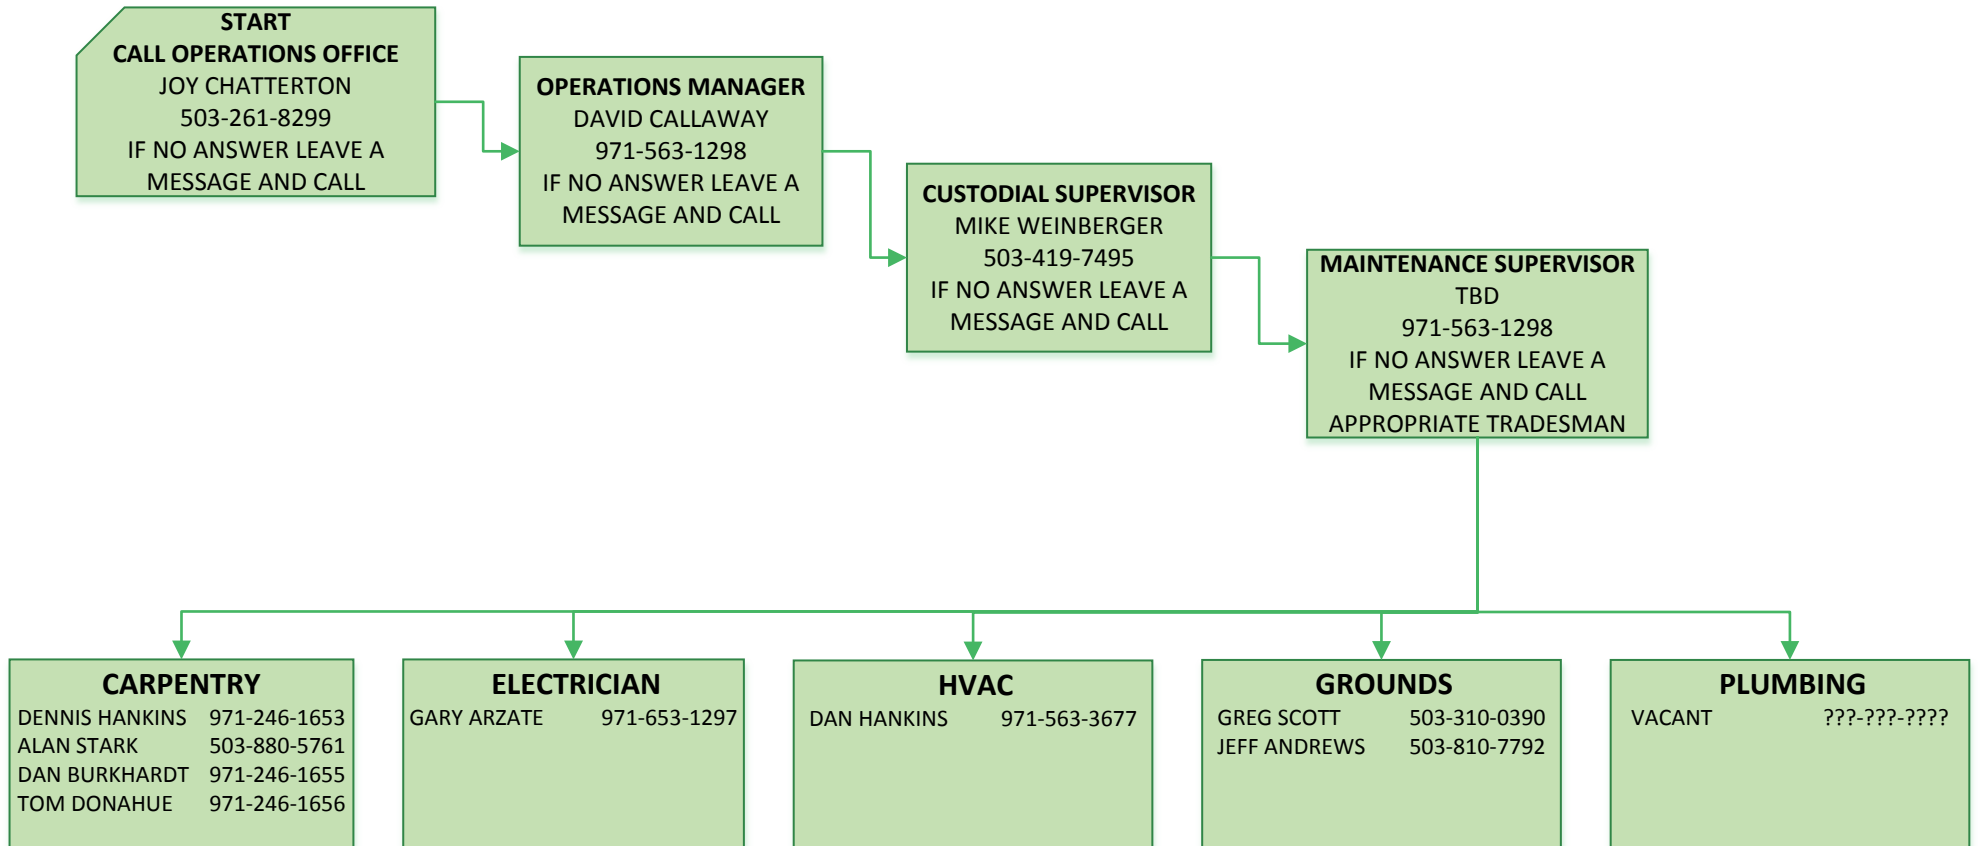 START
CALL OPERATIONS OFFICE
JOY CHATTERTON
503-261-8299
IF NO ANSWER LEAVE A
MESSAGE AND CALL
OPERATIONS MANAGER
DAVID CALLAWAY
971-563-1298
IF NO ANSWER LEAVE A
MESSAGE AND CALL
CUSTODIAL SUPERVISOR
MIKE WEINBERGER
503-419-7495
IF NO ANSWER LEAVE A
MESSAGE AND CALL
MAINTENANCE SUPERVISOR
TBD
971-563-1298
IF NO ANSWER LEAVE A
MESSAGE AND CALL
APPROPRIATE TRADESMAN
CARPENTRY
DENNIS HANKINS 971-246-1653
ALAN STARK 503-880-5761
DAN BURKHARDT 971-246-1655
TOM DONAHUE 971-246-1656
ELECTRICIAN
GARY ARZATE 971-653-1297
HVAC
DAN HANKINS 971-563-3677
GROUNDS
GREG SCOTT 503-310-0390
JEFF ANDREWS 503-810-7792
PLUMBING
VACANT ???-???-????